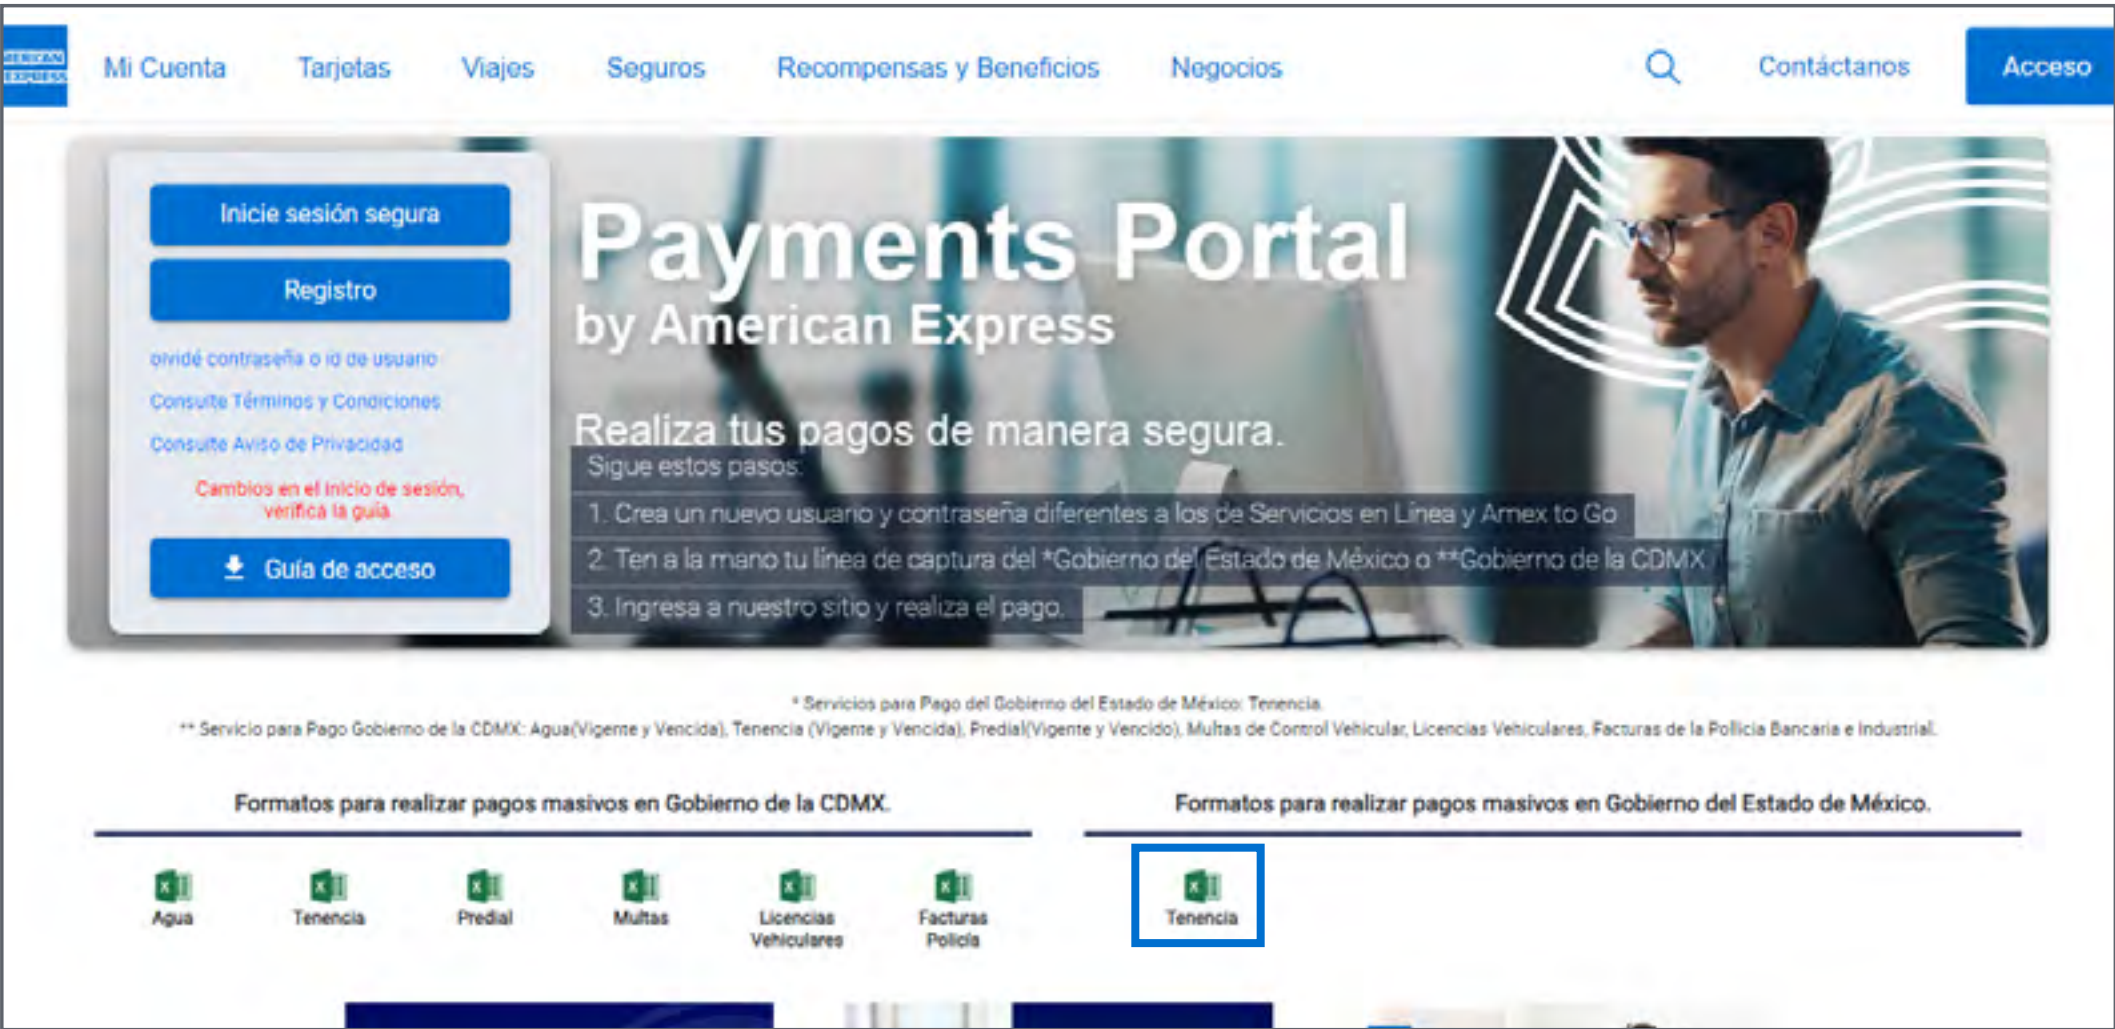 AMERICAN
EXPRESS
Mi Cuenta
Tarjetas
Viajes
Seguros
Recompensas y Beneficios
Negocios
Contáctanos
Acceso
Inicie sesión segura
Registro
olvidé contraseña o id de usuario
Consulte Términos y Condiciones
Consulte Aviso de Privacidad
Cambios en el inicio de sesión,
verifica la guía
Guía de acceso
Payments Portal
by American Express
Realiza tus pagos de manera segura.
Sigue estos pasos:
1. Crea un nuevo usuario y contraseña diferentes a los de Servicios en Línea y Amex to Go
2. Ten a la mano tu línea de captura del *Gobierno del Estado de México o **Gobierno de la CDMX
3. Ingresa a nuestro sitio y realiza el pago.
* Servicios para Pago del Gobierno del Estado de México: Tenencia.
** Servicio para Pago Gobierno de la CDMX: Agua(Vigente y Vencida), Tenencia (Vigente y Vencida), Predial(Vigente y Vencido), Multas de Control Vehicular, Licencias Vehiculares, Facturas de la Pollicia Bancaria e Industrial.
Formatos para realizar pagos masivos en Gobierno de la CDMX.
Agua
Tenencia
Predial
Multas
Licencias
Vehiculares
Facturas
Policía
Formatos para realizar pagos masivos en Gobierno del Estado de México.
Tenencia